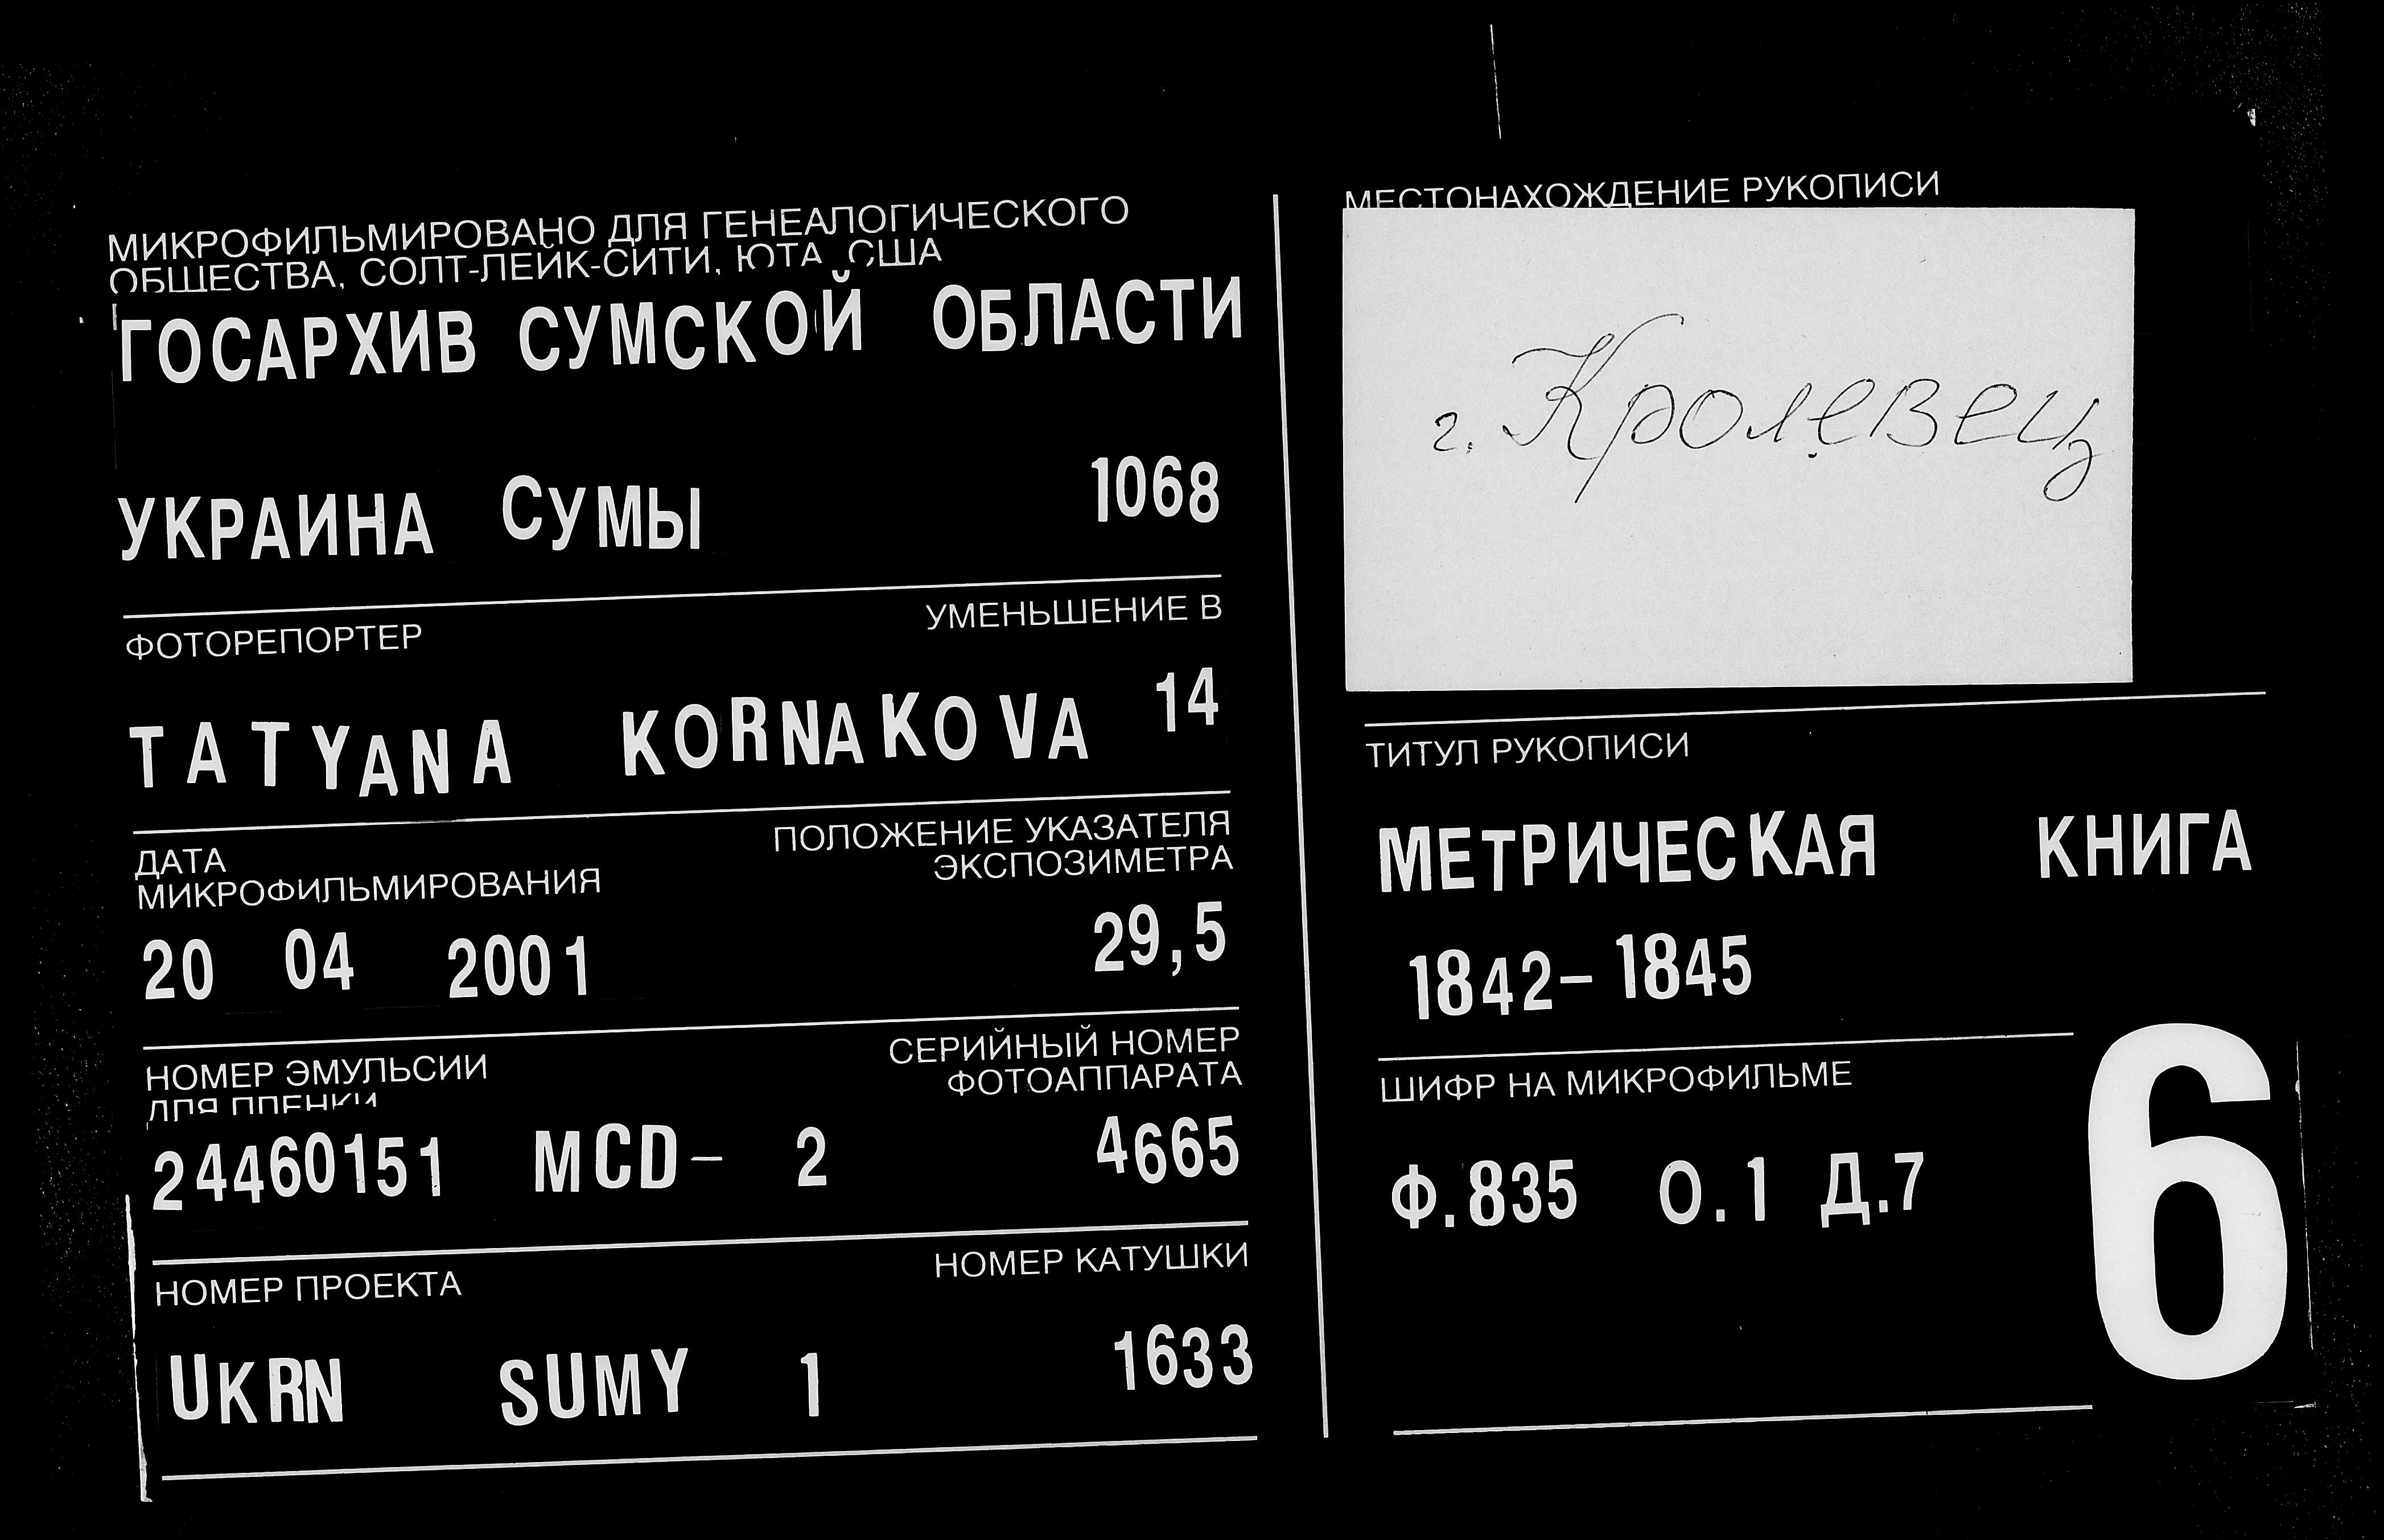 МИКРОФИЛЬМИРОВАНО ДЛЯ ГЕНЕАЛОГИЧЕСКОГО
ОБЩЕСТВА, СОЛТ-ЛЕЙК-СИТИ, ЮТА, США
ГОСАРХИВ СУМСКОЙ ОБЛАСТИ
УКРАИНА СУМЫ 1068
ФОТОРЕПОРТЕР УМЕНЬШЕНИЕ В
TATYANA KORNAKOVA 14
ДАТА
МИКРОФИЛЬМИРОВАНИЯ
ПОЛОЖЕНИЕ УКАЗАТЕЛЯ
ЭКСПОЗИМЕТРА
20 04 2001 29,5
НОМЕР ЭМУЛЬСИИ
ДЛЯ ПЛЕНКИ
СЕРИЙНЫЙ НОМЕР
ФОТОАППАРАТА
24460151 MCD- 2 4665
НОМЕР ПРОЕКТА НОМЕР КАТУШКИ
UKRN SUMY 1 1633
МЕСТОНАХОЖДЕНИЕ РУКОПИСИ
г. Кролевец
ТИТУЛ РУКОПИСИ
МЕТРИЧЕСКАЯ КНИГА
1842-1845
ШИФР НА МИКРОФИЛЬМЕ
Ф.835 О.1 Д.7
6